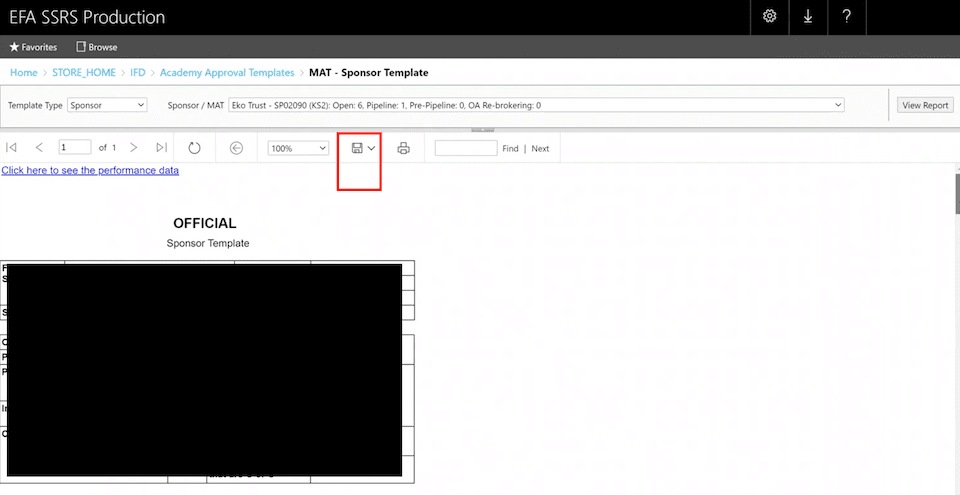 EFA SSRS Production
?
Favorites Browse
Home > STORE_HOME > IFD > Academy Approval Templates > MAT - Sponsor Template
Template Type Sponsor Sponsor / MAT Eko Trust - SP02090 (KS2): Open: 6, Pipeline: 1, Pre-Pipeline: 0, OA Re-brokering: 0 View Report
1 of 1 100% Find | Next
Click here to see the performance data
OFFICIAL
Sponsor Template
F
S
S
C
P
P
In
C